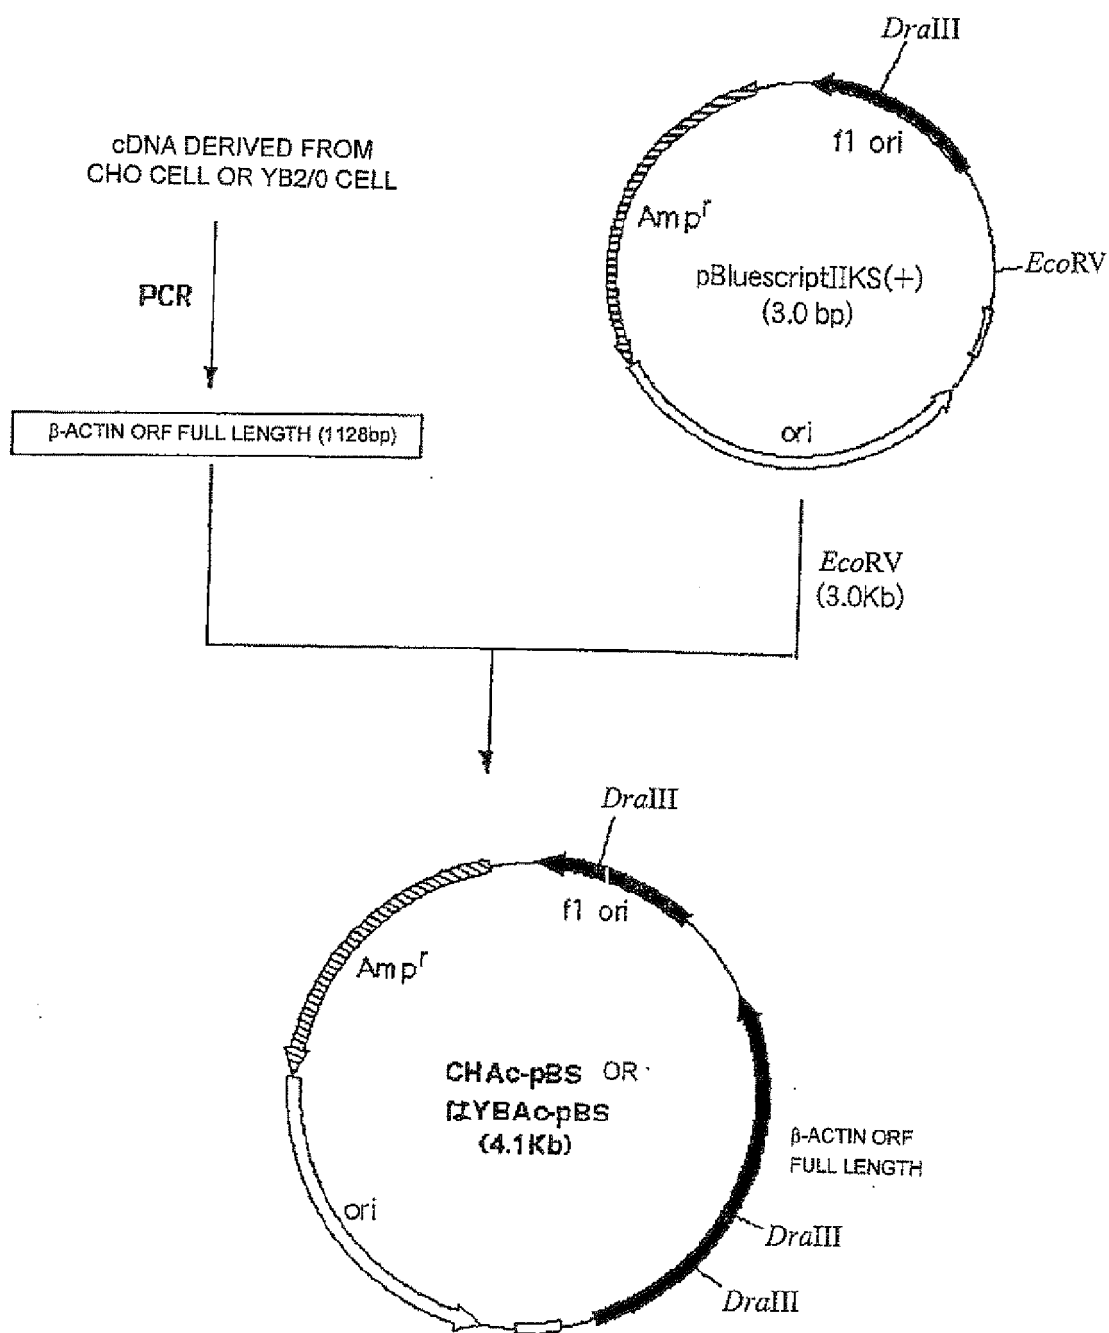 DraIII
cDNA DERIVED FROM
CHO CELL OR YB2/0 CELL
f1 ori
Amp^r
EcoRV
pBluescriptIIKS(+)
(3.0 bp)
PCR
β-ACTIN ORF FULL LENGTH (1128bp)
ori
EcoRV
(3.0Kb)
DraIII
f1 ori
Amp^r
CHAc-pBS OR
はYBAc-pBS
(4.1Kb)
β-ACTIN ORF
FULL LENGTH
ori
DraIII
DraIII